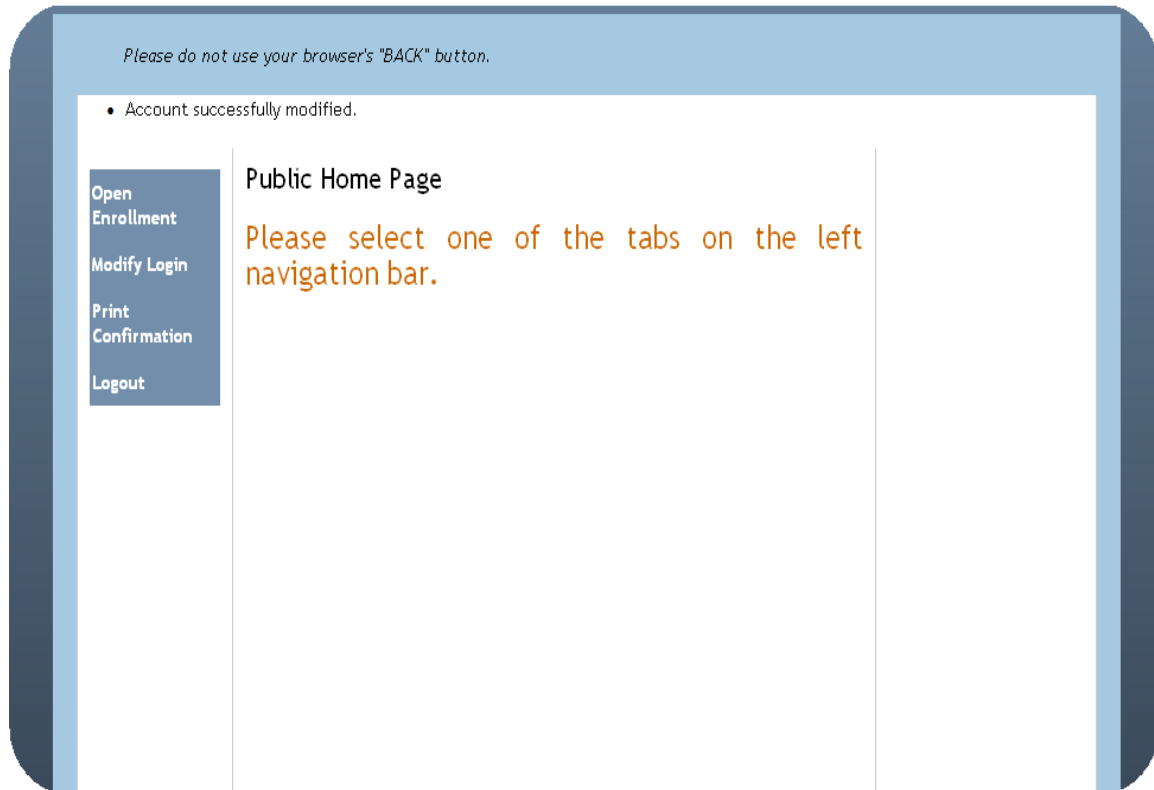 Please do not use your browser's "BACK" button.
• Account successfully modified.
Open
Enrollment
Modify Login
Print
Confirmation
Logout
Public Home Page
Please select one of the tabs on the left
navigation bar.